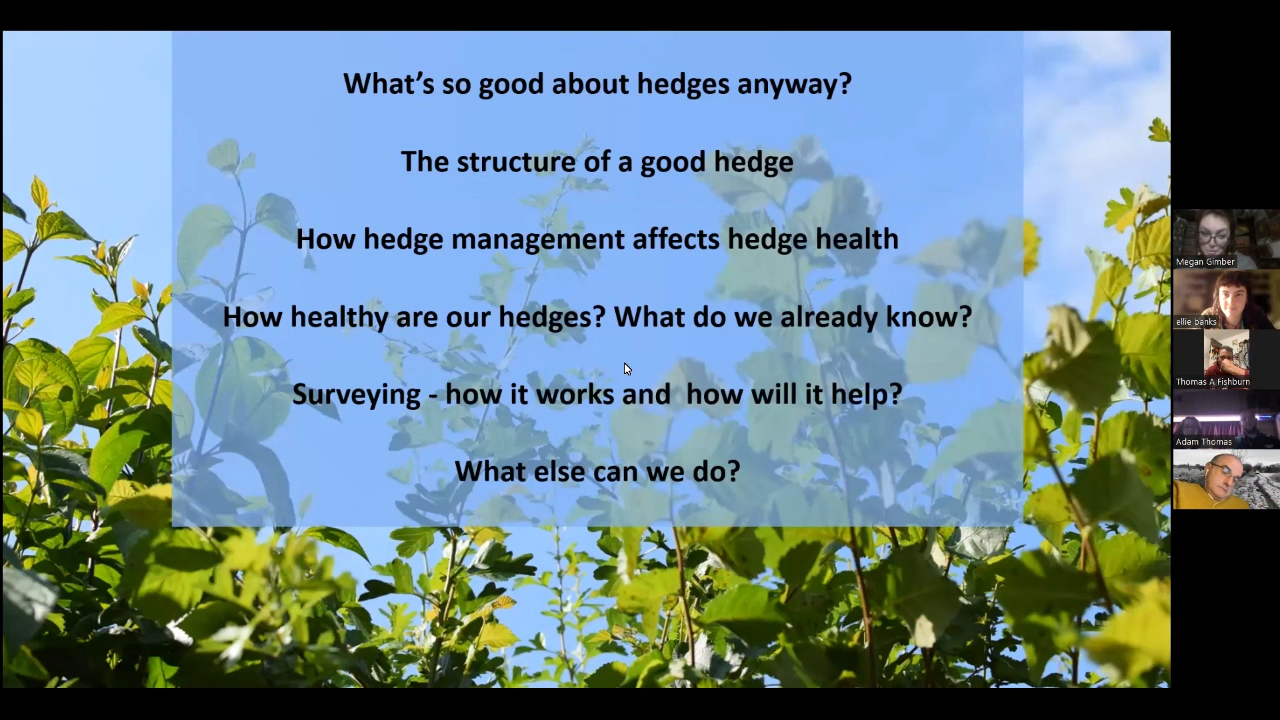 What's so good about hedges anyway?
The structure of a good hedge
How hedge management affects hedge health
How healthy are our hedges? What do we already know?
Surveying - how it works and  how will it help?
What else can we do?
Megan Gimber
ellie banks
Thomas A Fishburn
Adam Thomas